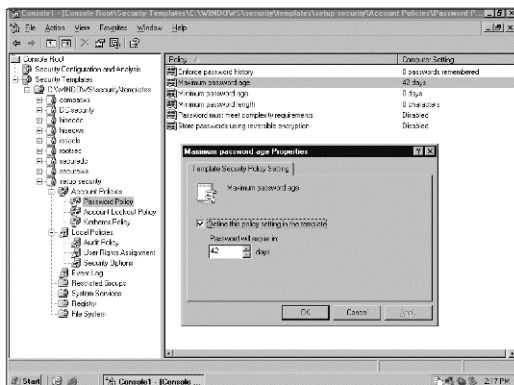 Console1 - [Console Root\Security Templates\C:\WINDOWS\security\templates\setup security\Account Policies\Password P...
File Action View Favorites Window Help
Console Root
Security Configuration and Analysis
Security Templates
C:\WINDOWS\security\templates
compatws
DC security
hisecdc
hisecws
iesacls
rootsec
securedc
securews
setup security
Account Policies
Password Policy
Account Lockout Policy
Kerberos Policy
Local Policies
Audit Policy
User Rights Assignment
Security Options
Event Log
Restricted Groups
System Services
Registry
File System
Policy Computer Setting
Enforce password history 0 passwords remembered
Maximum password age 42 days
Minimum password age 0 days
Minimum password length 0 characters
Password must meet complexity requirements Disabled
Store passwords using reversible encryption Disabled
Maximum password age Properties
Template Security Policy Setting
Maximum password age
Define this policy setting in the template
Password will expire in:
42 days
OK Cancel Apply
Start Console1 - [Console ... 2:17 PM